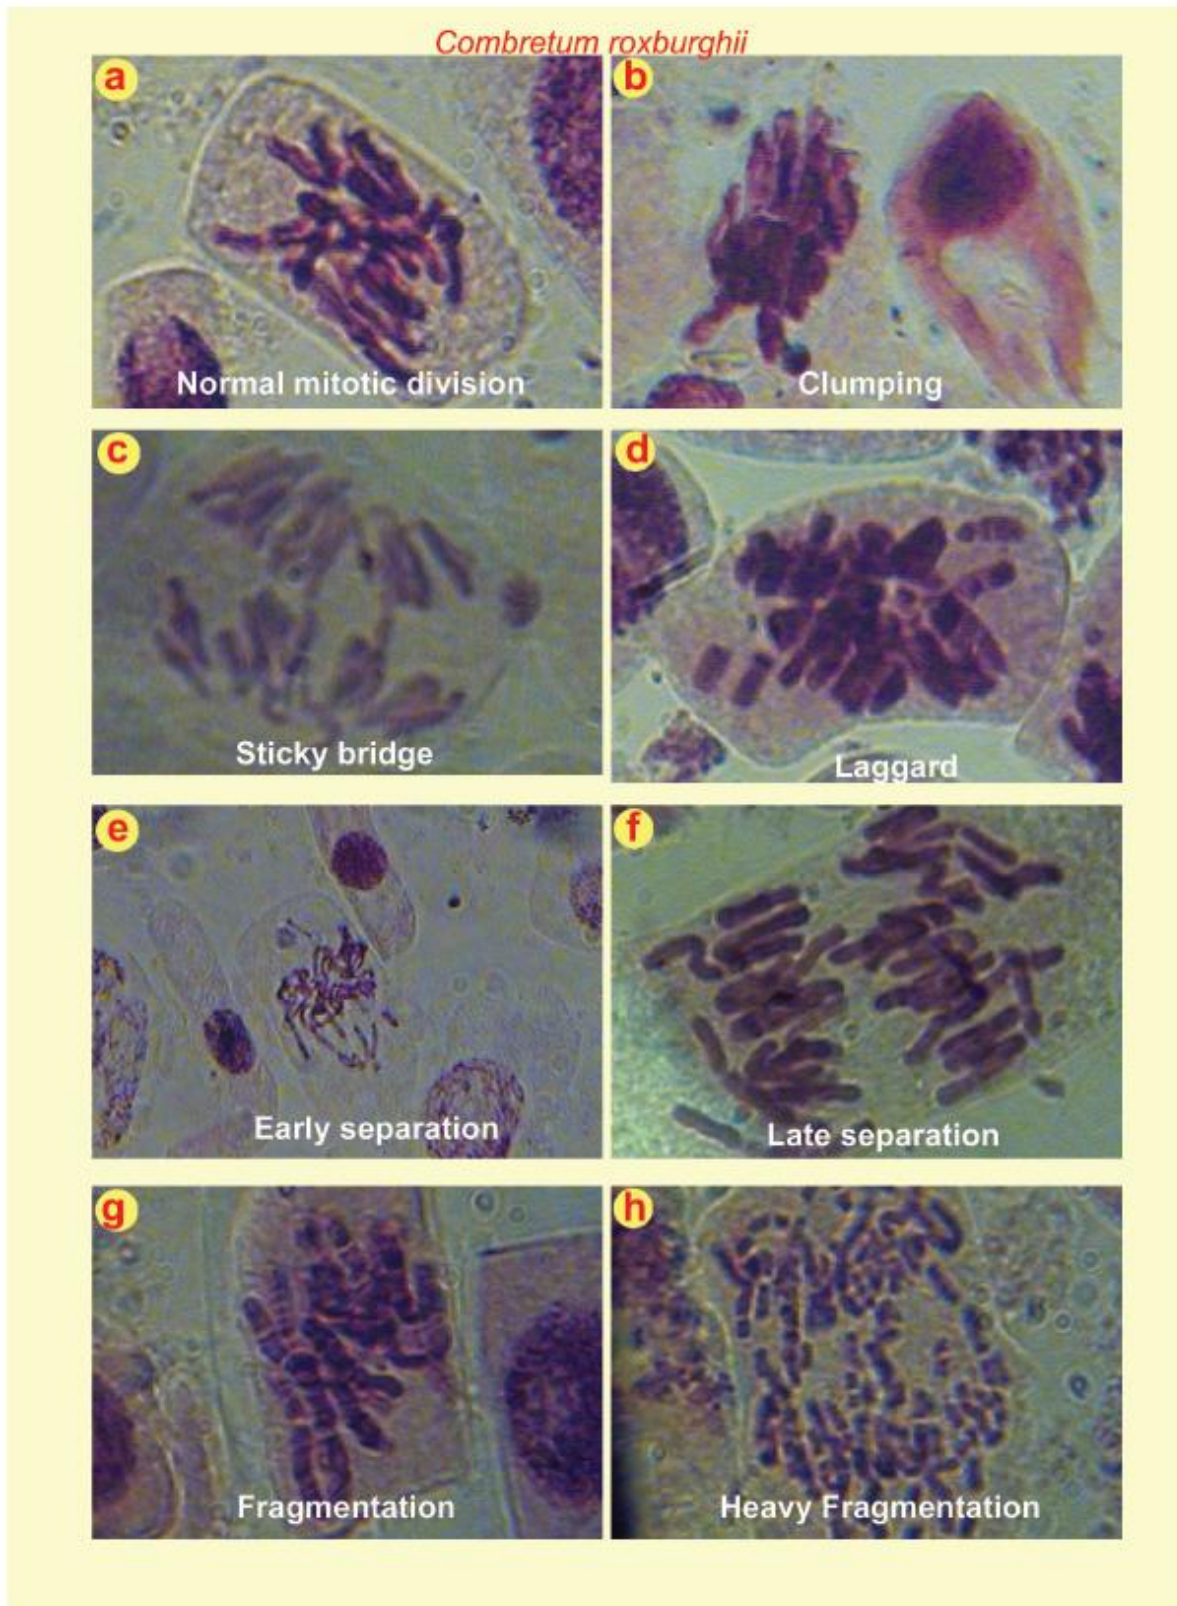 Combretum roxburghii
a
b
Normal mitotic division
Clumping
c
d
Sticky bridge
Laggard
e
f
Early separation
Late separation
g
h
Fragmentation
Heavy Fragmentation